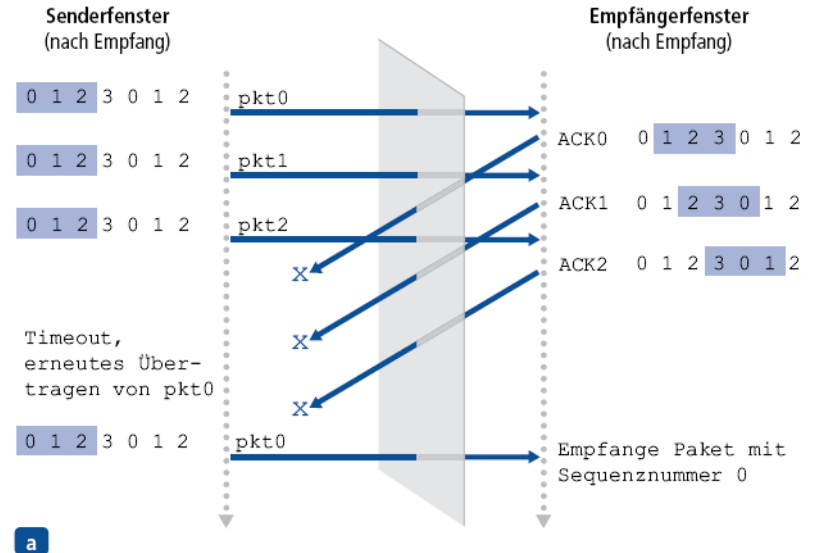 Senderfenster
(nach Empfang)
Empfängerfenster
(nach Empfang)
0 1 2 3 0 1 2
pkt0
ACK0 0 1 2 3 0 1 2
0 1 2 3 0 1 2
pkt1
ACK1 0 1 2 3 0 1 2
0 1 2 3 0 1 2
pkt2
X
ACK2 0 1 2 3 0 1 2
Timeout,
erneutes Über-
tragen von pkt0
X
X
0 1 2 3 0 1 2
pkt0
Empfange Paket mit
Sequenznummer 0
a